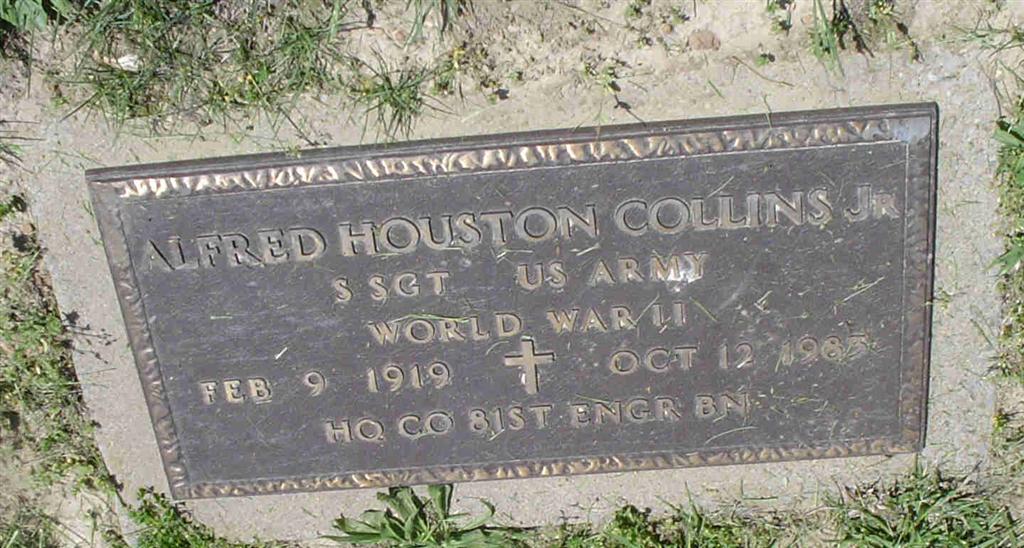 ALFRED HOUSTON COLLINS JR
S SGT US ARMY
WORLD WAR II
FEB 9 1919 OCT 12 1985
HQ CO 81ST ENGR BN